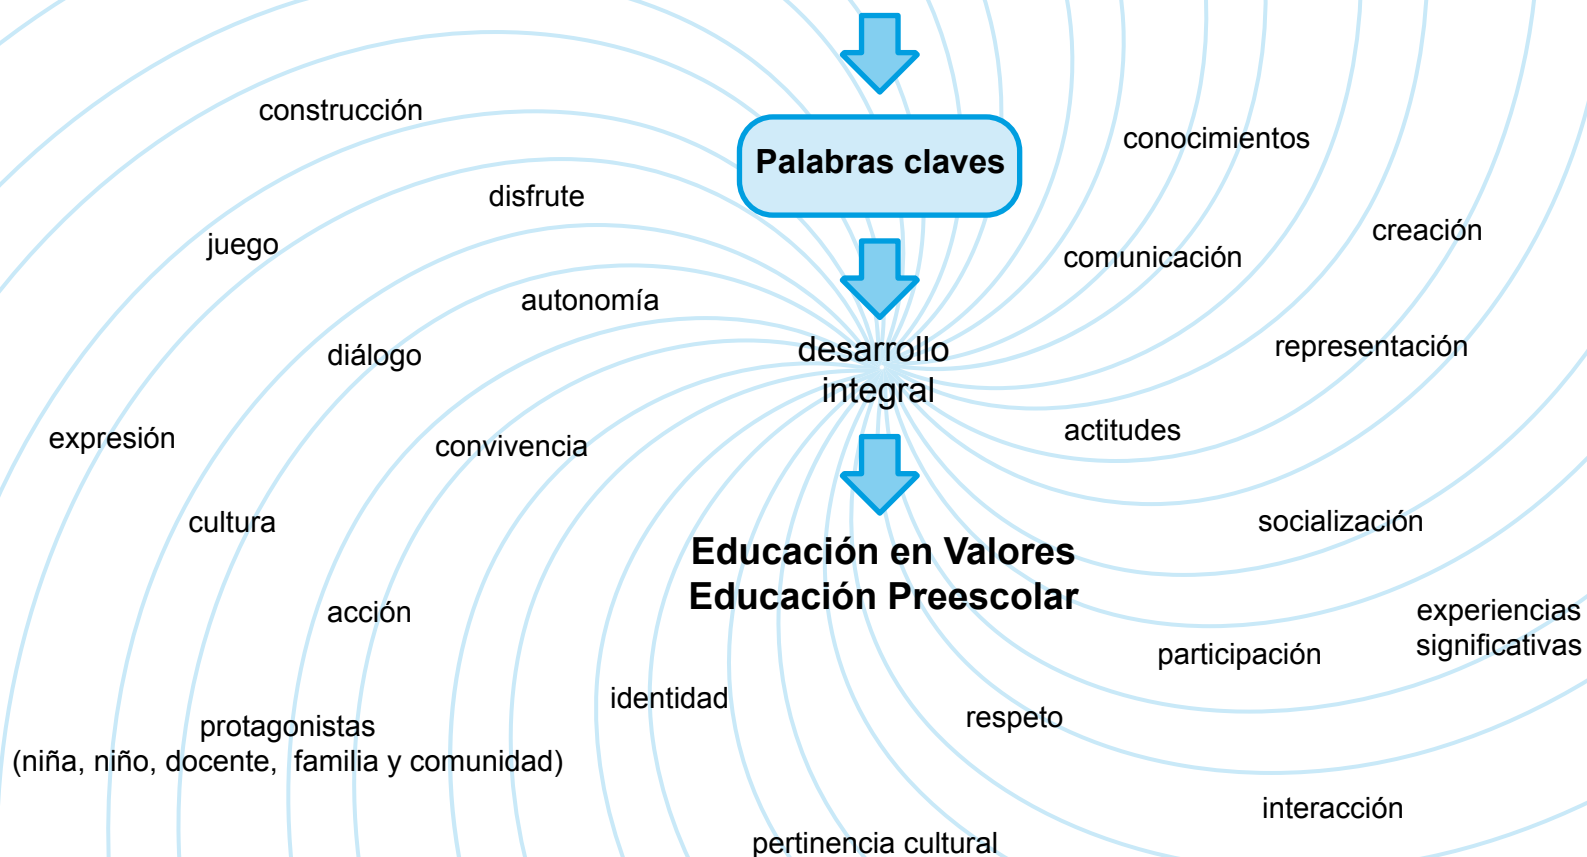 construcción
Palabras claves
conocimientos
disfrute
creación
juego
comunicación
autonomía
diálogo
desarrollo
integral
representación
expresión
convivencia
actitudes
cultura
socialización
Educación en Valores
Educación Preescolar
acción
experiencias
significativas
participación
identidad
respeto
protagonistas
(niña, niño, docente,  familia y comunidad)
interacción
pertinencia cultural